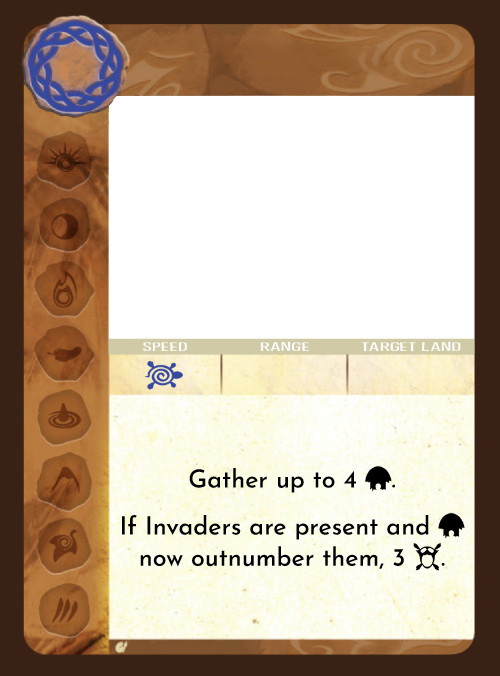 SPEED RANGE TARGET LAND
Gather up to 4 .
If Invaders are present and
now outnumber them, 3 .